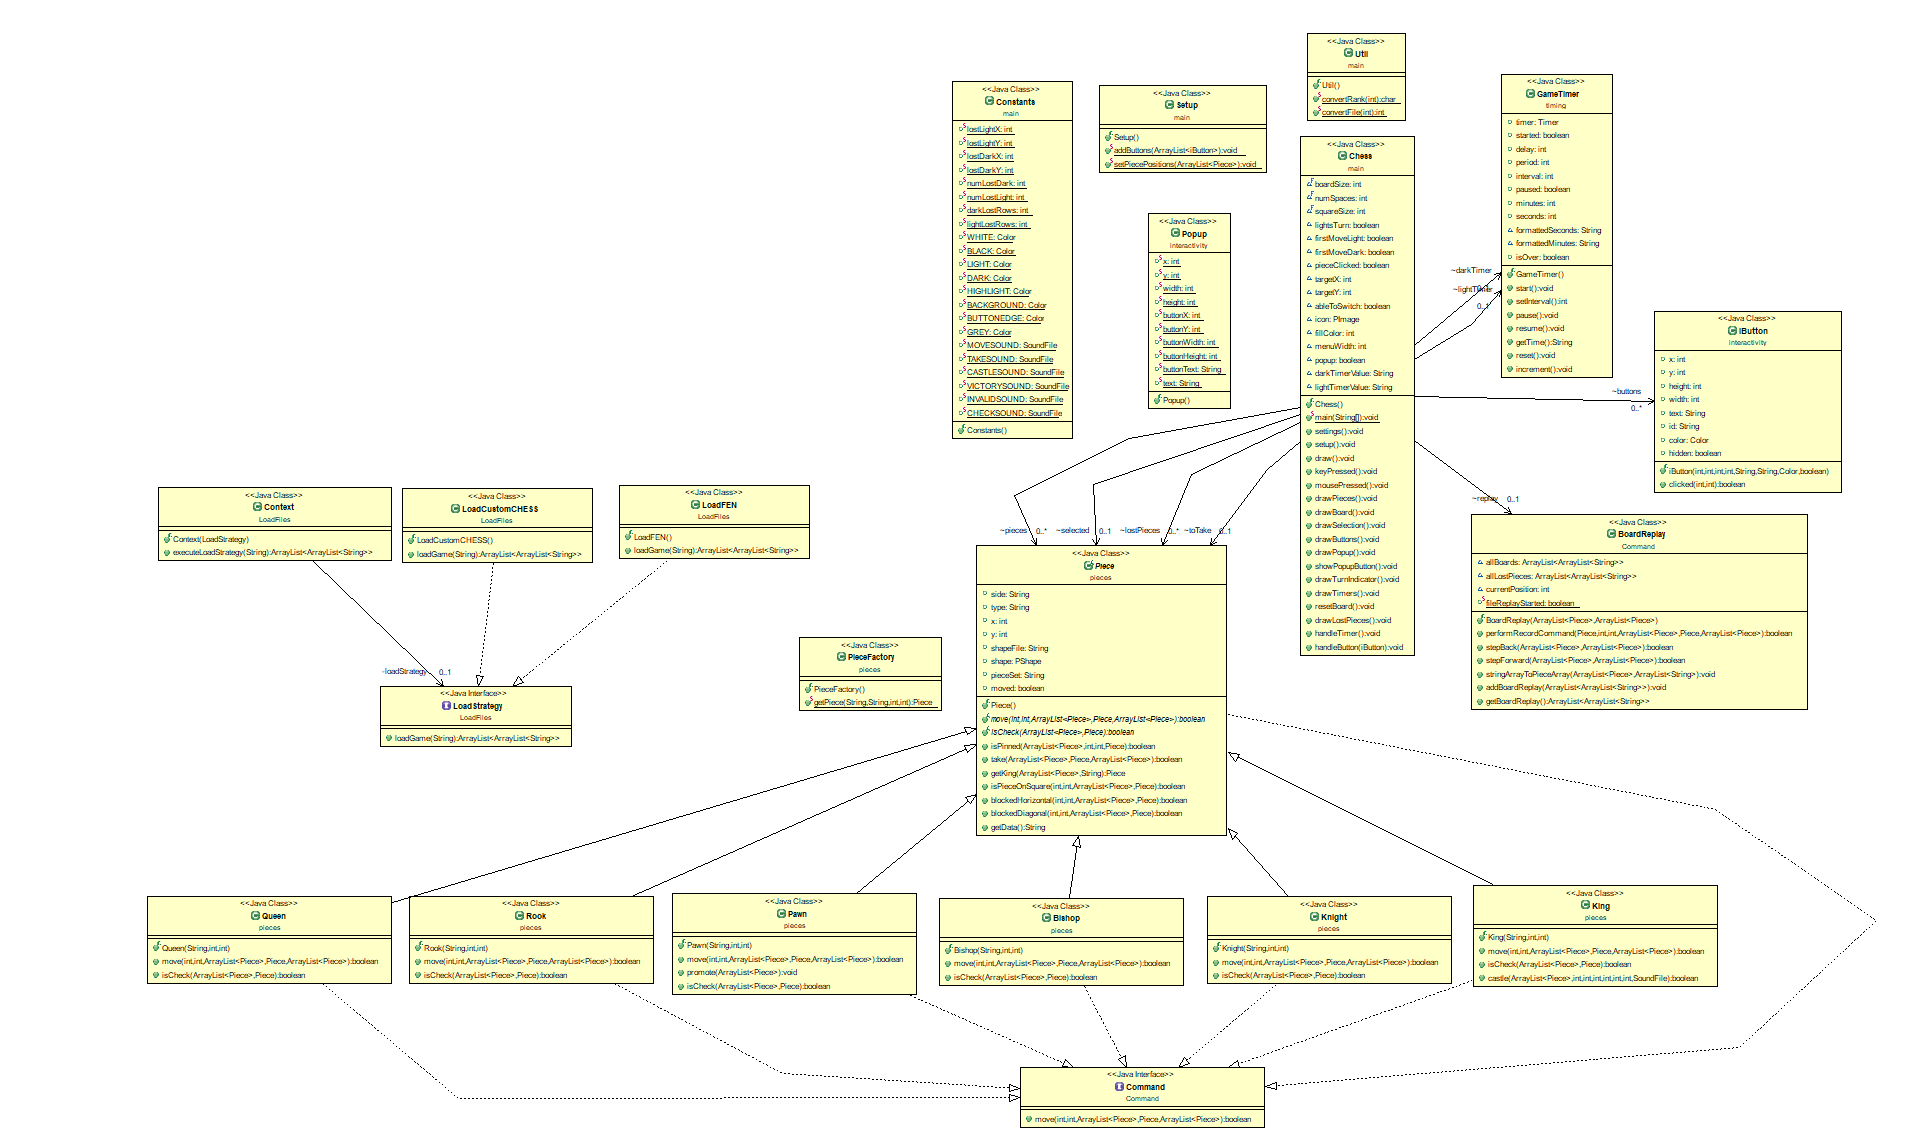 <<Java Class>>
Util
main
Util()
convertRank(int):char
convertFile(int):int
<<Java Class>>
Constants
main
lostLightX: int
lostLightY: int
lostDarkX: int
lostDarkY: int
numLostDark: int
numLostLight: int
darkLostRows: int
lightLostRows: int
WHITE: Color
BLACK: Color
LIGHT: Color
DARK: Color
HIGHLIGHT: Color
BACKGROUND: Color
BUTTONEDGE: Color
GREY: Color
MOVESOUND: SoundFile
TAKESOUND: SoundFile
CASTLESOUND: SoundFile
VICTORYSOUND: SoundFile
INVALIDSOUND: SoundFile
CHECKSOUND: SoundFile
Constants()
<<Java Class>>
Setup
main
Setup()
addButtons(ArrayList<iButton>):void
setPiecePositions(ArrayList<Piece>):void
<<Java Class>>
Popup
interactivity
x: int
y: int
width: int
height: int
buttonX: int
buttonY: int
buttonWidth: int
buttonHeight: int
buttonText: String
text: String
Popup()
<<Java Class>>
Chess
main
boardSize: int
numSpaces: int
squareSize: int
lightsTurn: boolean
firstMoveLight: boolean
firstMoveDark: boolean
pieceClicked: boolean
targetX: int
targetY: int
ableToSwitch: boolean
icon: PImage
fillColor: int
menuWidth: int
popup: boolean
darkTimerValue: String
lightTimerValue: String
Chess()
main(String[]):void
settings():void
setup():void
draw():void
keyPressed():void
mousePressed():void
drawPieces():void
drawBoard():void
drawSelection():void
drawButtons():void
drawPopup():void
showPopupButton():void
drawTurnIndicator():void
drawTimers():void
resetBoard():void
drawLostPieces():void
handleTimer():void
handleButton(iButton):void
<<Java Class>>
GameTimer
timing
timer: Timer
started: boolean
delay: int
period: int
interval: int
paused: boolean
minutes: int
seconds: int
formattedSeconds: String
formattedMinutes: String
isOver: boolean
GameTimer()
start():void
setInterval():int
pause():void
resume():void
getTime():String
reset():void
increment():void
~darkTimer
0..1
~lightTimer
0..1
~buttons
0..*
<<Java Class>>
iButton
interactivity
x: int
y: int
height: int
width: int
text: String
id: String
color: Color
hidden: boolean
iButton(int,int,int,int,String,String,Color,boolean)
clicked(int,int):boolean
~replay
0..1
<<Java Class>>
BoardReplay
Command
allBoards: ArrayList<ArrayList<String>>
allLostPieces: ArrayList<ArrayList<String>>
currentPosition: int
fileReplayStarted: boolean
BoardReplay(ArrayList<Piece>,ArrayList<Piece>)
performRecordCommand(Piece,int,int,ArrayList<Piece>,Piece,ArrayList<Piece>):boolean
stepBack(ArrayList<Piece>,ArrayList<Piece>):boolean
stepForward(ArrayList<Piece>,ArrayList<Piece>):boolean
stringArrayToPieceArray(ArrayList<Piece>,ArrayList<String>):void
addBoardReplay(ArrayList<ArrayList<String>>):void
getBoardReplay():ArrayList<ArrayList<String>>
<<Java Class>>
Context
LoadFiles
Context(LoadStrategy)
executeLoadStrategy(String):ArrayList<ArrayList<String>>
<<Java Class>>
LoadCustomCHESS
LoadFiles
LoadCustomCHESS()
loadGame(String):ArrayList<ArrayList<String>>
<<Java Class>>
LoadFEN
LoadFiles
LoadFEN()
loadGame(String):ArrayList<ArrayList<String>>
-loadStrategy
0..1
<<Java Interface>>
LoadStrategy
LoadFiles
loadGame(String):ArrayList<ArrayList<String>>
~pieces 0..* ~selected 0..1 ~lostPieces 0..* ~toTake 0..1
<<Java Class>>
Piece
pieces
side: String
type: String
x: int
y: int
shapeFile: String
shape: PShape
pieceSet: String
moved: boolean
Piece()
move(int,int,ArrayList<Piece>,Piece,ArrayList<Piece>):boolean
isCheck(ArrayList<Piece>,Piece):boolean
isPinned(ArrayList<Piece>,int,int,Piece):boolean
take(ArrayList<Piece>,Piece,ArrayList<Piece>):boolean
getKing(ArrayList<Piece>,String):Piece
isPieceOnSquare(int,int,ArrayList<Piece>,Piece):boolean
blockedHorizontal(int,int,ArrayList<Piece>,Piece):boolean
blockedDiagonal(int,int,ArrayList<Piece>,Piece):boolean
getData():String
<<Java Class>>
PieceFactory
pieces
PieceFactory()
getPiece(String,String,int,int):Piece
<<Java Class>>
Queen
pieces
Queen(String,int,int)
move(int,int,ArrayList<Piece>,Piece,ArrayList<Piece>):boolean
isCheck(ArrayList<Piece>,Piece):boolean
<<Java Class>>
Rook
pieces
Rook(String,int,int)
move(int,int,ArrayList<Piece>,Piece,ArrayList<Piece>):boolean
isCheck(ArrayList<Piece>,Piece):boolean
<<Java Class>>
Pawn
pieces
Pawn(String,int,int)
move(int,int,ArrayList<Piece>,Piece,ArrayList<Piece>):boolean
promote(ArrayList<Piece>):void
isCheck(ArrayList<Piece>,Piece):boolean
<<Java Class>>
Bishop
pieces
Bishop(String,int,int)
move(int,int,ArrayList<Piece>,Piece,ArrayList<Piece>):boolean
isCheck(ArrayList<Piece>,Piece):boolean
<<Java Class>>
Knight
pieces
Knight(String,int,int)
move(int,int,ArrayList<Piece>,Piece,ArrayList<Piece>):boolean
isCheck(ArrayList<Piece>,Piece):boolean
<<Java Class>>
King
pieces
King(String,int,int)
move(int,int,ArrayList<Piece>,Piece,ArrayList<Piece>):boolean
isCheck(ArrayList<Piece>,Piece):boolean
castle(ArrayList<Piece>,int,int,int,int,int,int,SoundFile):boolean
<<Java Interface>>
Command
Command
move(int,int,ArrayList<Piece>,Piece,ArrayList<Piece>):boolean